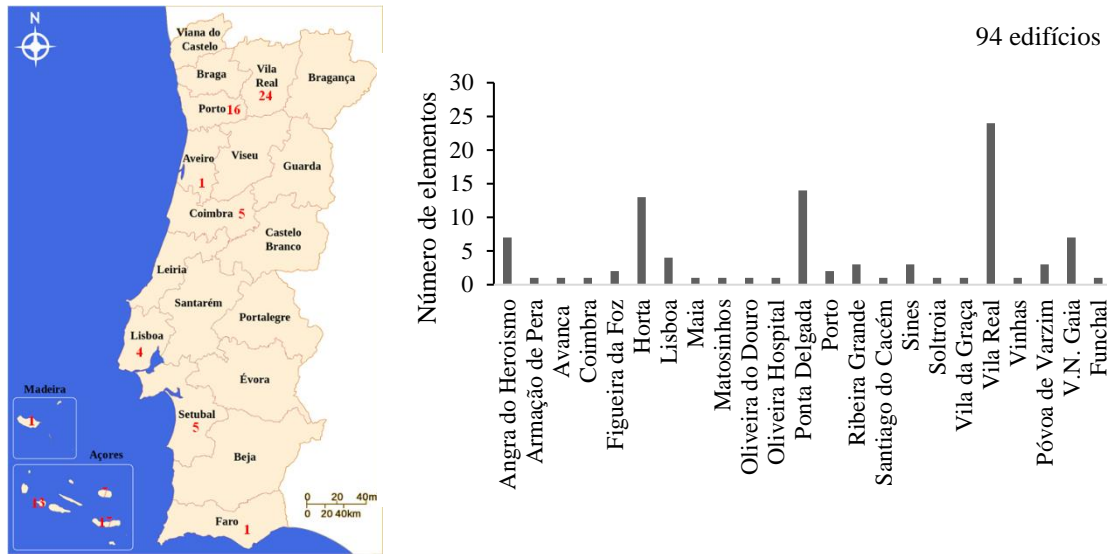 N
Viana do
Castelo
Braga
Vila
Real
24
Bragança
Porto 16
Aveiro
1
Viseu
Guarda
Coimbra 5
Castelo
Branco
Leiria
Santarém
Portalegre
Lisboa
4
Évora
Setubal
5
Madeira
1
Beja
Açores
Faro 1
0 20 40m
0 20 40km
94 edifícios
Número de elementos
30
25
20
15
10
5
0
Angra do Heroismo
Armação de Pera
Avanca
Coimbra
Figueira da Foz
Horta
Lisboa
Maia
Matosinhos
Oliveira do Douro
Oliveira Hospital
Ponta Delgada
Porto
Ribeira Grande
Santiago do Cacém
Sines
Soltroia
Vila da Graça
Vila Real
Vinhas
Póvoa de Varzim
V.N. Gaia
Funchal